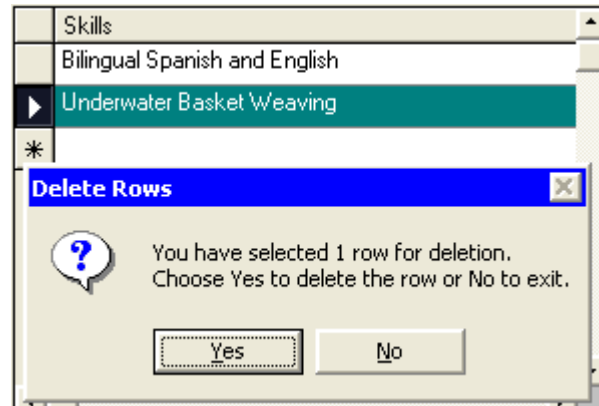 Skills
Bilingual Spanish and English
Underwater Basket Weaving
Delete Rows
You have selected 1 row for deletion.
Choose Yes to delete the row or No to exit.
Yes
No